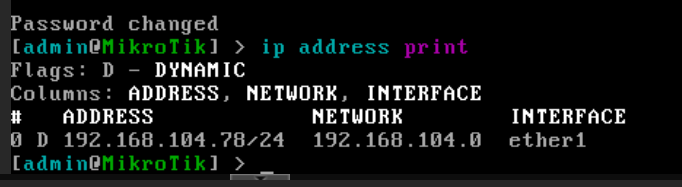 Password changed
[admin@MikroTik] > ip address print
Flags: D - DYNAMIC
Columns: ADDRESS, NETWORK, INTERFACE
#   ADDRESS            NETWORK        INTERFACE
0 D 192.168.104.78/24  192.168.104.0  ether1
[admin@MikroTik] > _